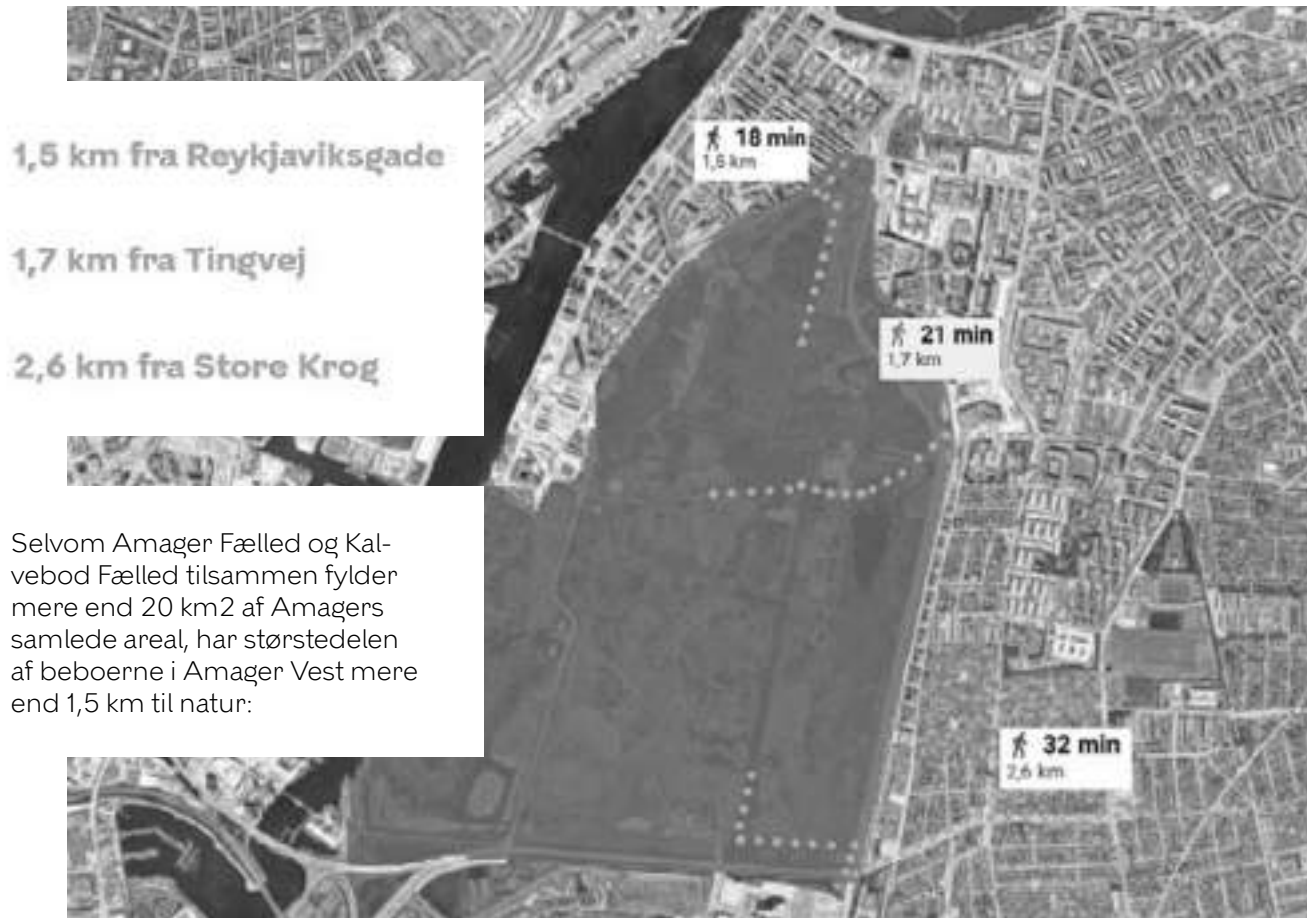 1,5 km fra Reykjaviksgade
1,7 km fra Tingvej
2,6 km fra Store Krog
Selvom Amager Fælled og Kal-
vebod Fælled tilsammen fylder
mere end 20 km2 af Amagers
samlede areal, har størstedelen
af beboerne i Amager Vest mere
end 1,5 km til natur:
18 min
1,5 km
21 min
1,7 km
32 min
2,6 km